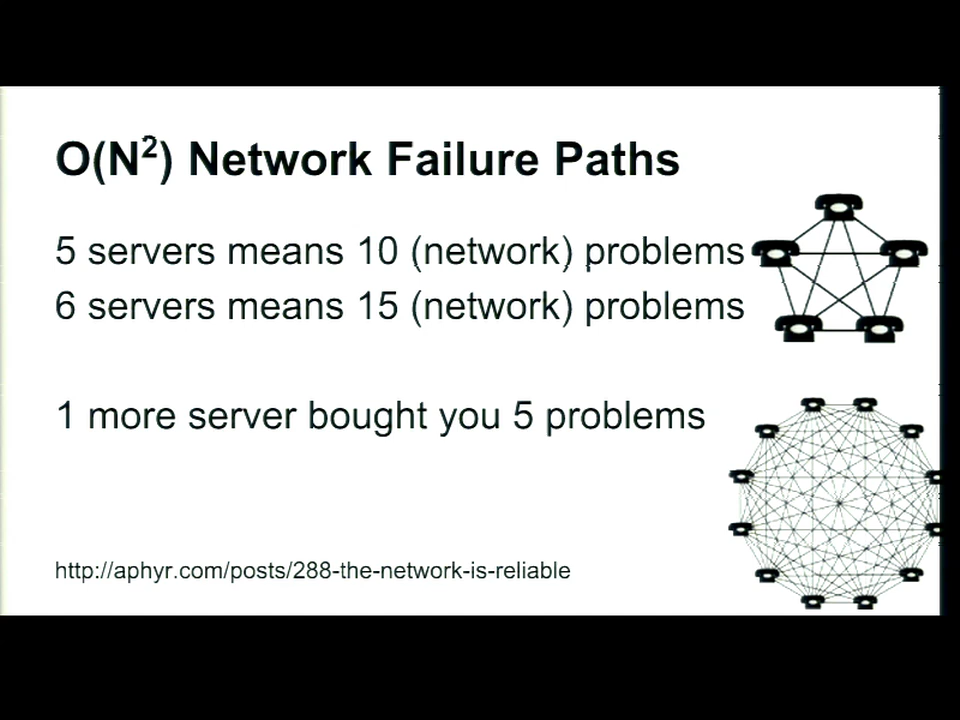 O(N²) Network Failure Paths
5 servers means 10 (network) problems
6 servers means 15 (network) problems
1 more server bought you 5 problems
http://aphyr.com/posts/288-the-network-is-reliable